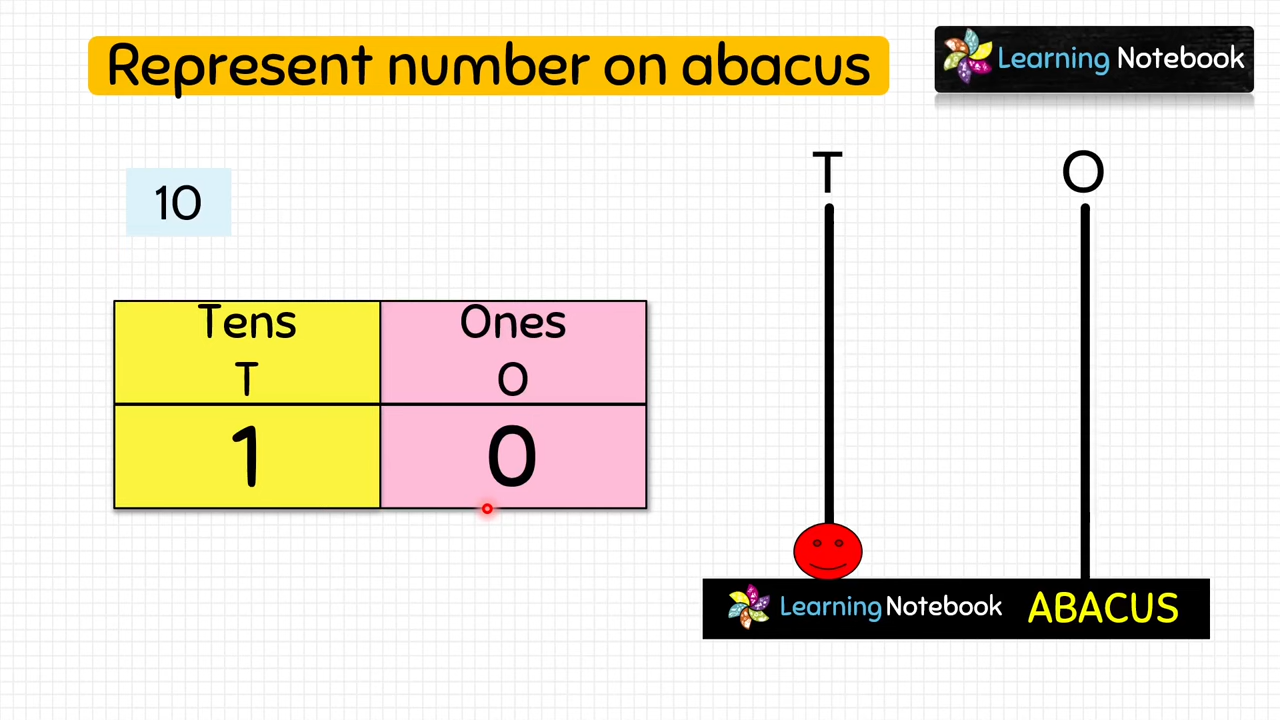 Represent number on abacus
Learning Notebook
10
T O
Tens Ones
T O
1 0
Learning Notebook ABACUS